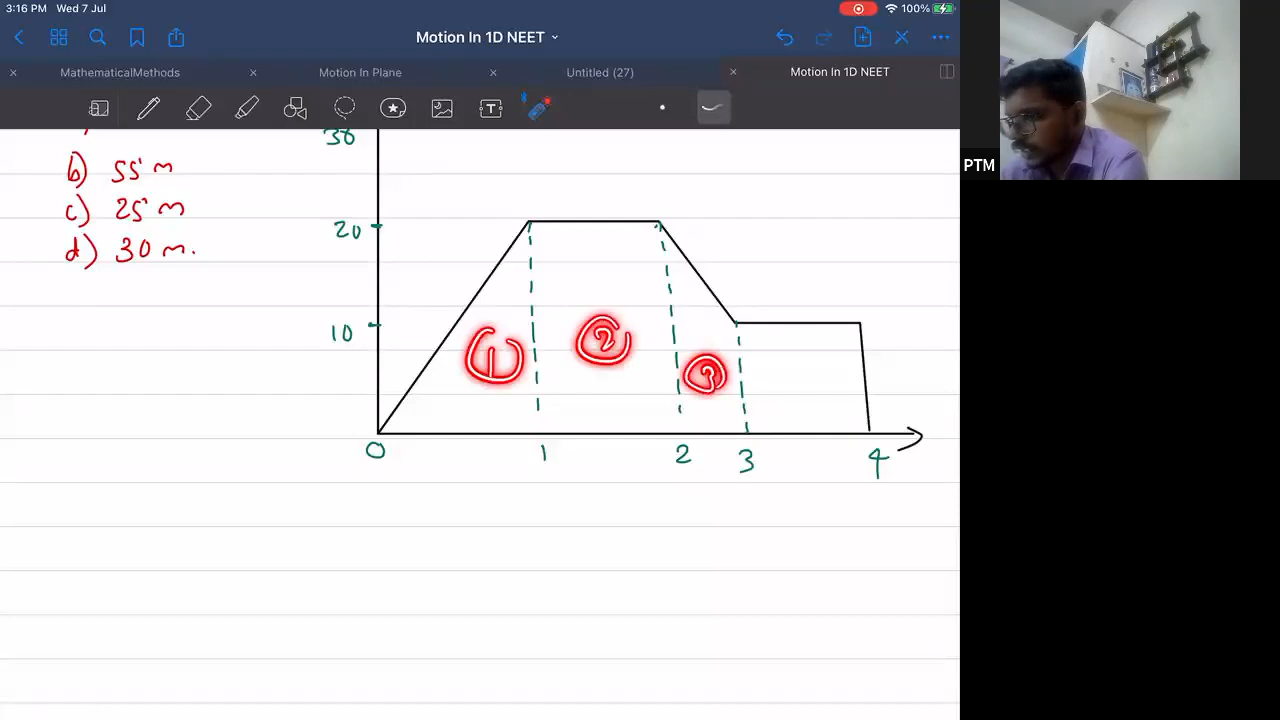 3:16 PM Wed 7 Jul
100%
Motion In 1D NEET
MathematicalMethods
Motion In Plane
Untitled (27)
Motion In 1D NEET
T
PTM
30
b) 55 m
c) 25 m
d) 30 m.
20
10
1
2
3
0
1
2
3
4